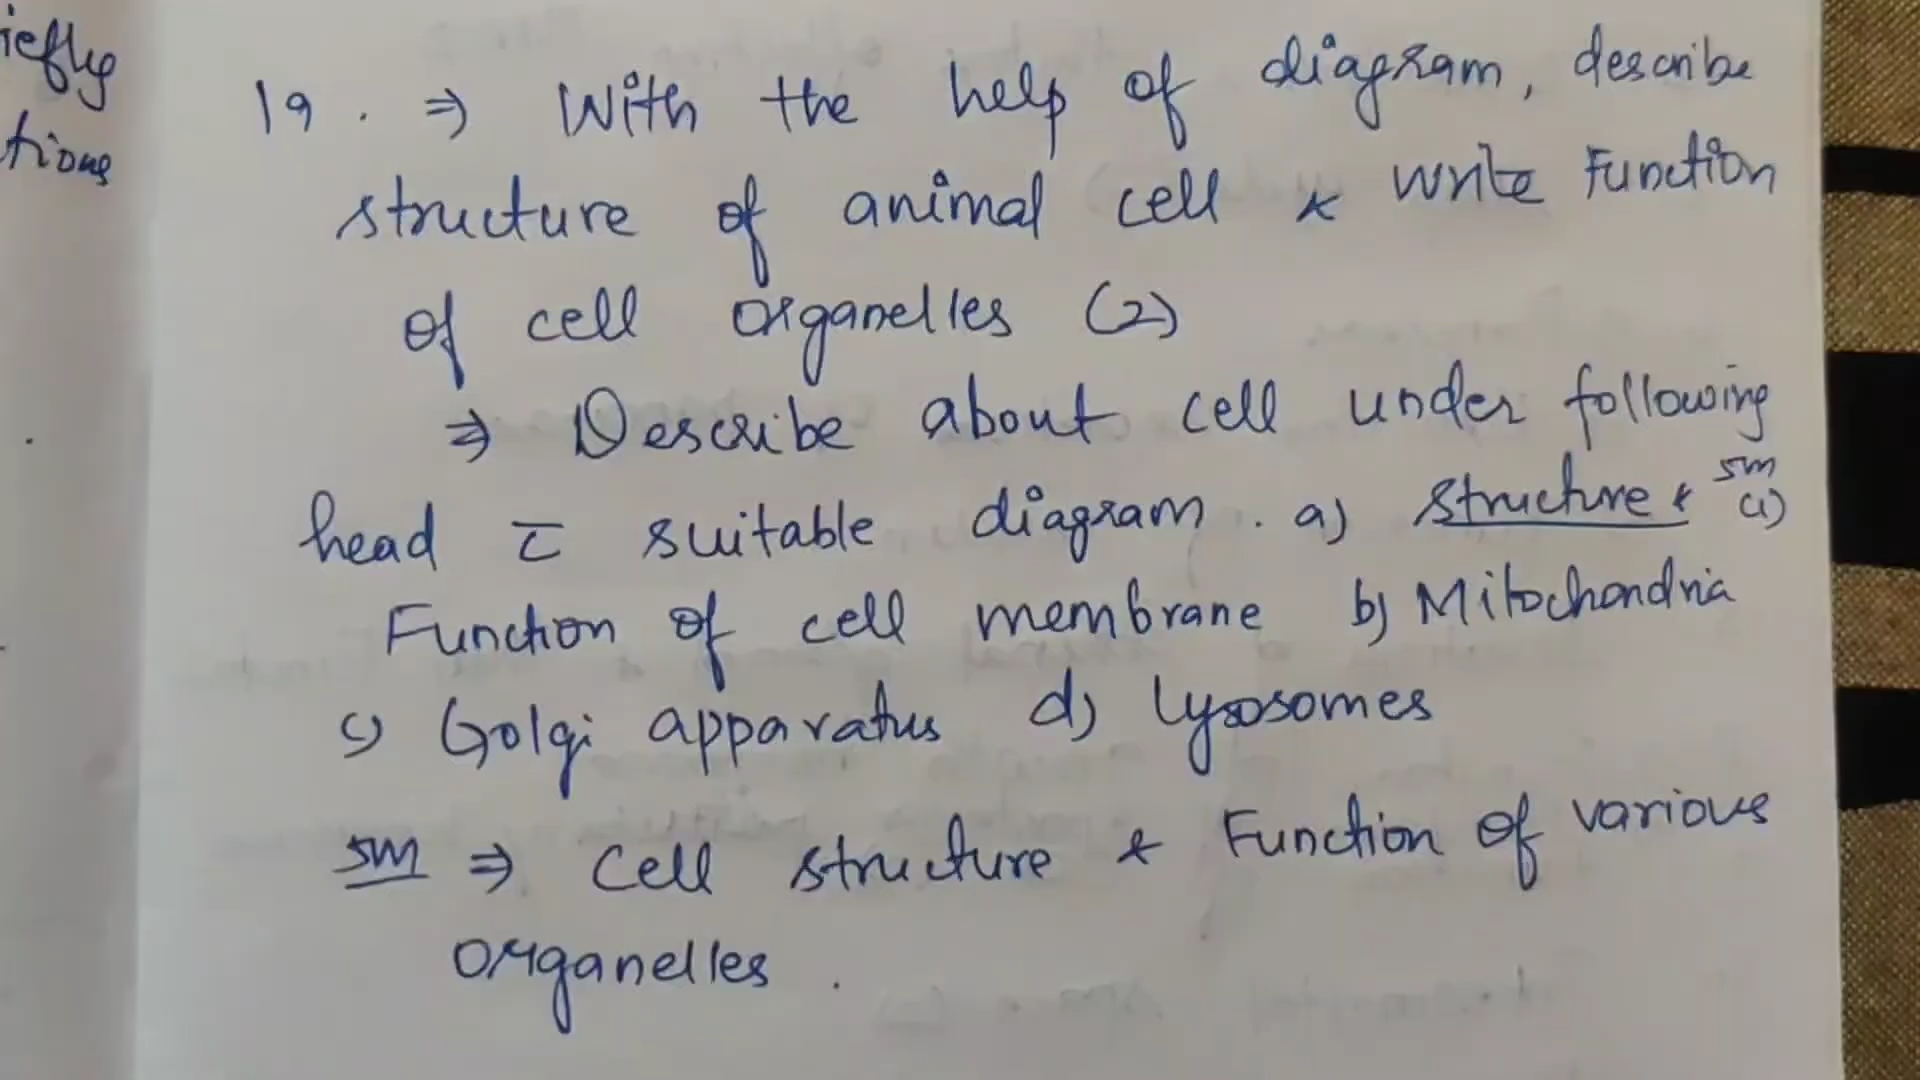 iefly
tions
19. ⇒ With the help of diagram, describe
structure of animal cell & write Function
of cell organelles (2)
⇒ Describe about cell under following
head c̄ suitable diagram. a) structure & 5m (1)
Function of cell membrane b) Mitochondria
c) Golgi apparatus d) Lysosomes
5m ⇒ Cell structure & Function of various
organelles.